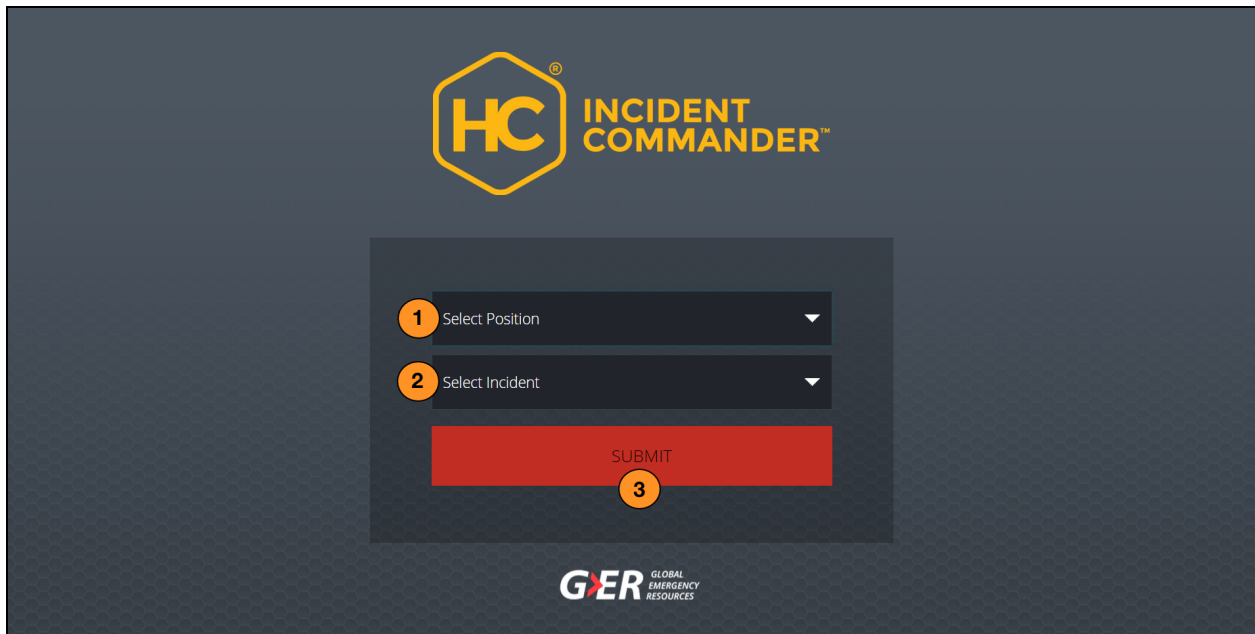 HC®
INCIDENT
COMMANDER™
1 Select Position
2 Select Incident
SUBMIT
3
GER
GLOBAL
EMERGENCY
RESOURCES